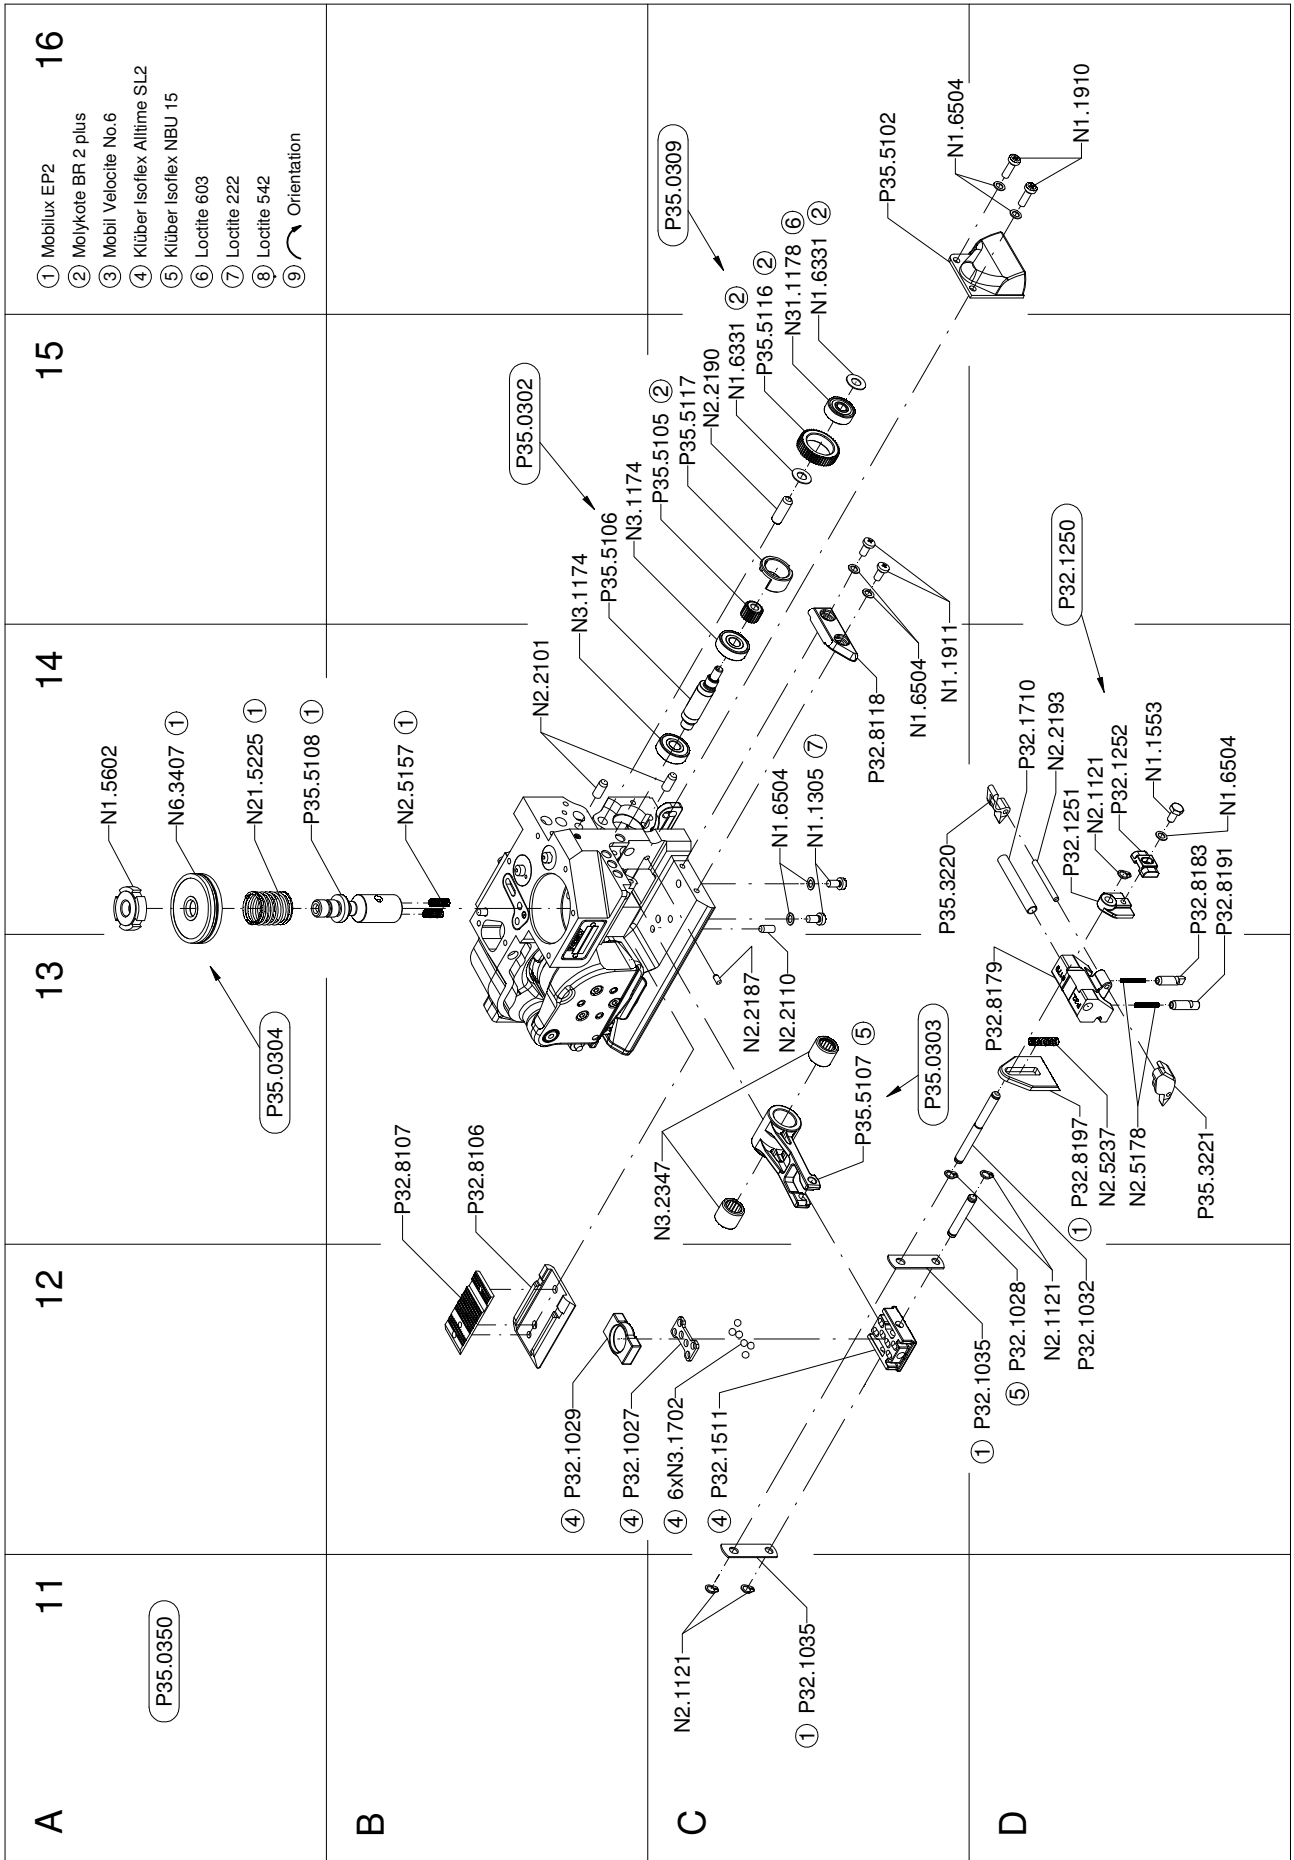 A
B
C
D
11
12
13
14
15
16
① Mobilux EP2
② Molykote BR 2 plus
③ Mobil Velocite No.6
④ Klüber Isoflex Alltime SL2
⑤ Klüber Isoflex NBU 15
⑥ Loctite 603
⑦ Loctite 222
⑧ Loctite 542
⑨ Orientation
P35.0350
P35.0304
N1.5602
N6.3407 ①
N21.5225 ①
P35.5108 ①
N2.5157 ①
P32.8107
P32.8106
④ P32.1029
④ P32.1027
④ 6xN3.1702
④ P32.1511
N2.2101
N3.1174
P35.5106
N3.1174
P35.5105 ②
P35.5117
N2.2190
N1.6331 ②
P35.5116 ②
N31.1178 ⑥
N1.6331 ②
P35.0302
P35.0309
P35.5102
N1.6504
N1.1910
P32.8118
N1.6504
N1.1911
N1.6504
N1.1305 ⑦
N2.2187
N2.2110
N3.2347
P35.5107 ⑤
P35.0303
N2.1121
① P32.1035
① P32.1035
⑤ P32.1028
N2.1121
P32.1032
① P32.8197
N2.5237
N2.5178
P35.3221
P32.8179
P35.3220
P32.1710
N2.2193
P32.1251
N2.1121
P32.1252
N1.1553
N1.6504
P32.8183
P32.8191
P32.1250